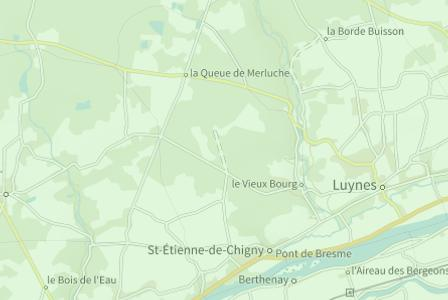 la Borde Buisson
la Queue de Merluche
le Vieux Bourg
Luynes
St-Étienne-de-Chigny
Pont de Bresme
l'Aireau des Bergeons
le Bois de l'Eau
Berthenay